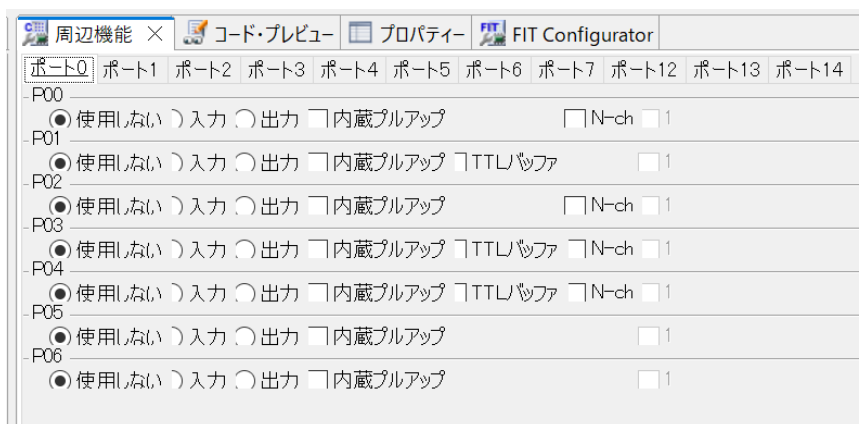 周辺機能 コード・プレビュー プロパティー FIT Configurator
ポート0 ポート1 ポート2 ポート3 ポート4 ポート5 ポート6 ポート7 ポート12 ポート13 ポート14
P00
使用しない 入力 出力 内蔵プルアップ N-ch 1
P01
使用しない 入力 出力 内蔵プルアップ TTLバッファ 1
P02
使用しない 入力 出力 内蔵プルアップ N-ch 1
P03
使用しない 入力 出力 内蔵プルアップ TTLバッファ N-ch 1
P04
使用しない 入力 出力 内蔵プルアップ TTLバッファ N-ch 1
P05
使用しない 入力 出力 内蔵プルアップ 1
P06
使用しない 入力 出力 内蔵プルアップ 1